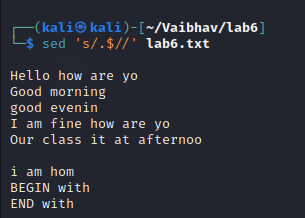 ┌──(kali㉿kali)-[~/Vaibhav/lab6]
└─$ sed 's/.$//' lab6.txt
Hello how are yo
Good morning
good evenin
I am fine how are yo
Our class it at afternoo
i am hom
BEGIN with
END with